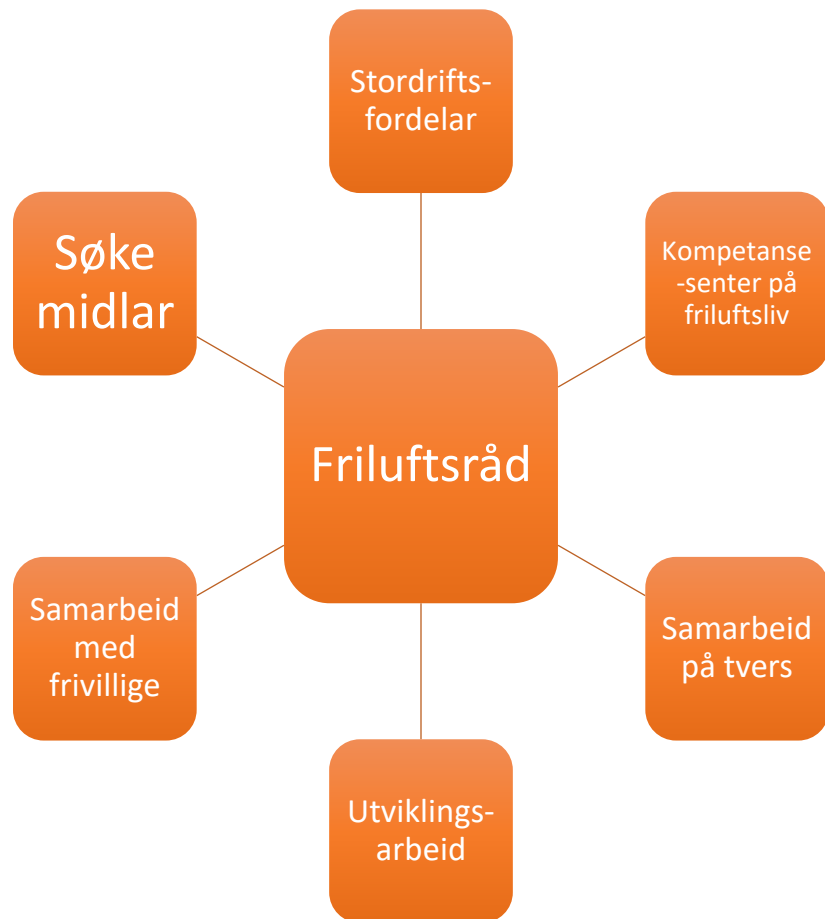 Stordrifts-
fordelar
Søke
midlar
Kompetanse
-senter på
friluftsliv
Friluftsråd
Samarbeid
med
frivillige
Samarbeid
på tvers
Utviklings-
arbeid